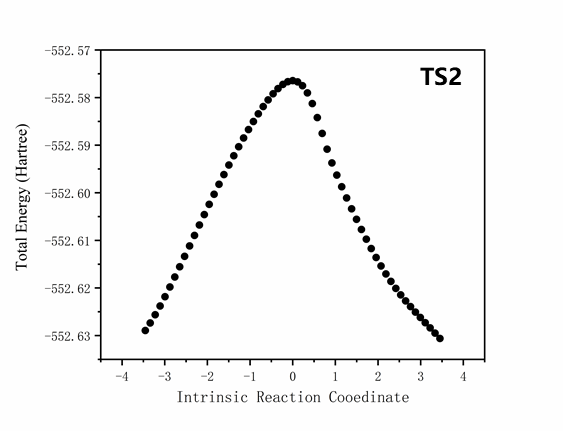 TS2
Total Energy (Hartree)
-552.57
-552.58
-552.59
-552.60
-552.61
-552.62
-552.63
-4 -3 -2 -1 0 1 2 3 4
Intrinsic Reaction Cooedinate